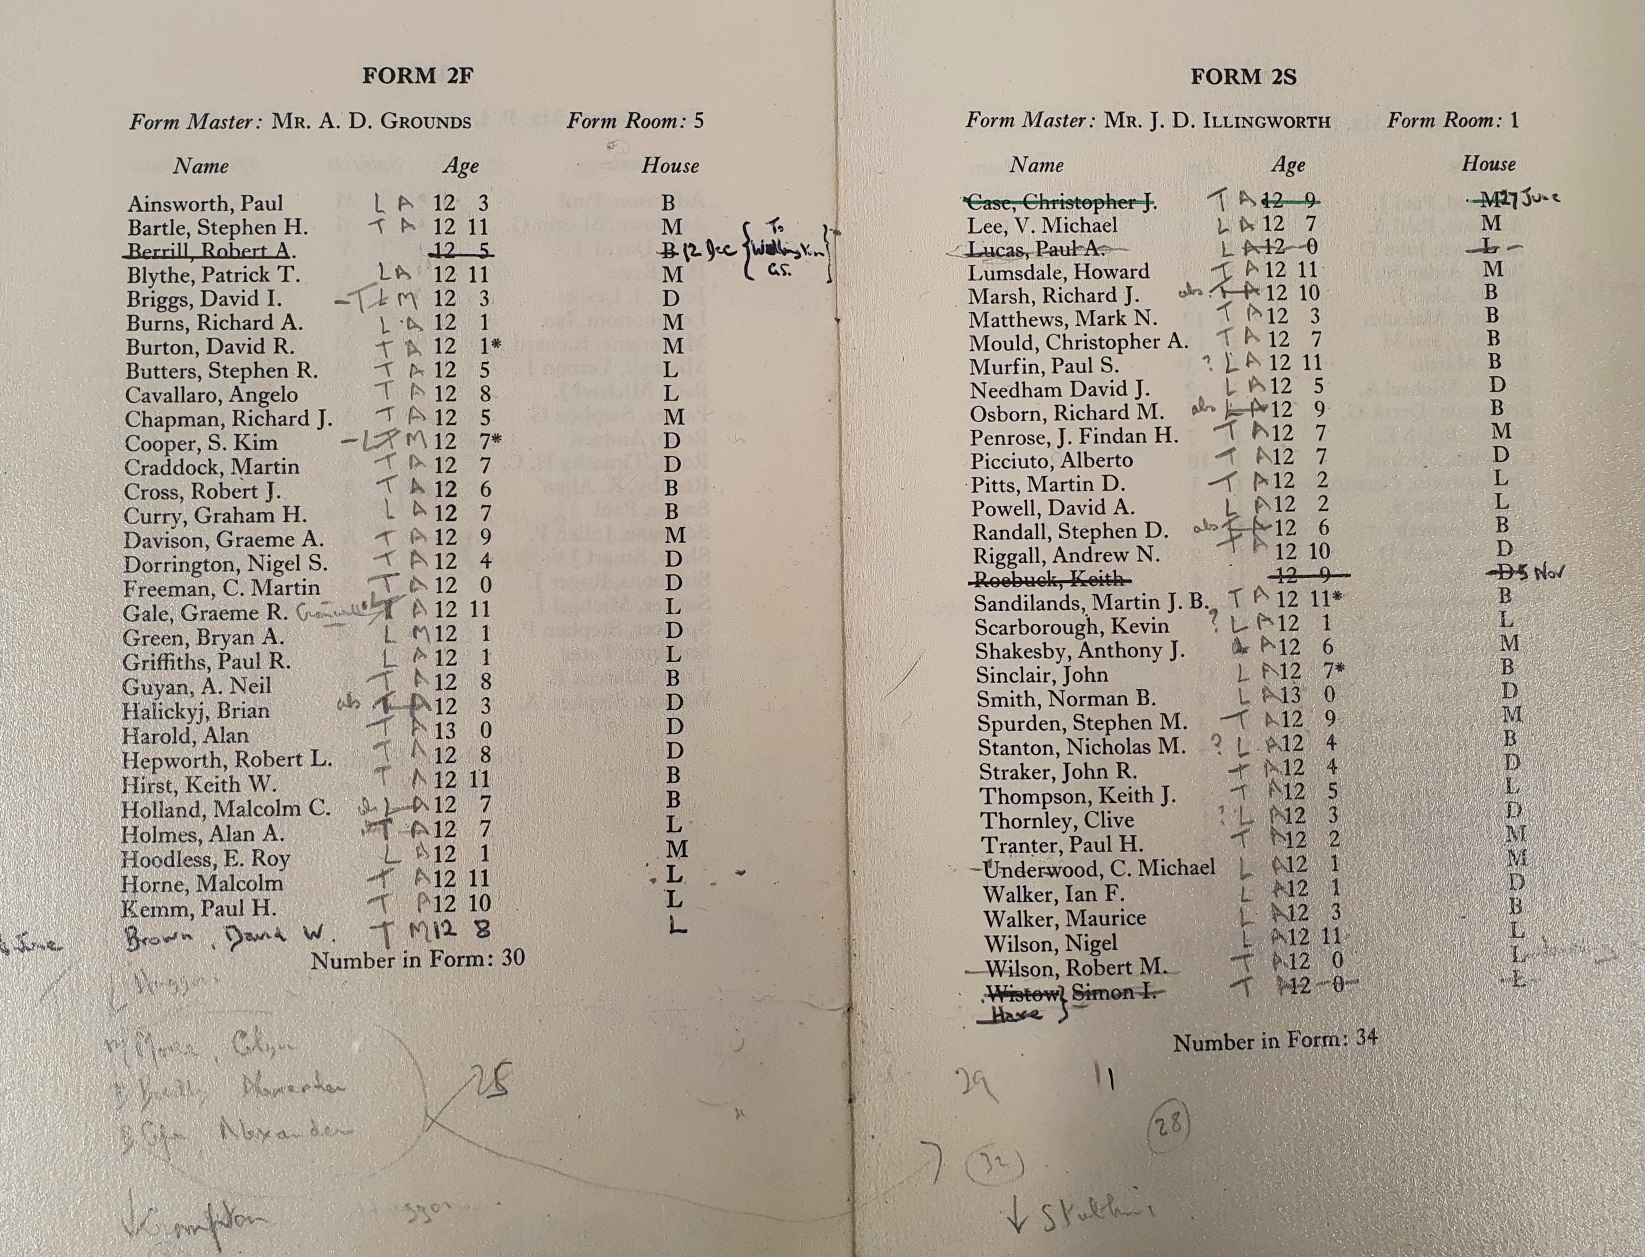 FORM 2F
Form Master: MR. A. D. GROUNDS Form Room: 5
Name Age House
Ainsworth, Paul L A 12 3 B
Bartle, Stephen H. T A 12 11 M
Berrill, Robert A. 12 5 B 12 Dec { To G.S. }
Blythe, Patrick T. L A 12 11 M
Briggs, David I. M 12 3 D
Burns, Richard A. L A 12 1 M
Burton, David R. T A 12 1* M
Butters, Stephen R. T A 12 5 L
Cavallaro, Angelo T A 12 8 L
Chapman, Richard J. T A 12 5 M
Cooper, S. Kim M 12 7* D
Craddock, Martin T A 12 7 D
Cross, Robert J. T A 12 6 B
Curry, Graham H. L A 12 7 B
Davison, Graeme A. T A 12 9 M
Dorrington, Nigel S. T A 12 4 D
Freeman, C. Martin T A 12 0 D
Gale, Graeme R. A 12 11 L
Green, Bryan A. L M 12 1 D
Griffiths, Paul R. L A 12 1 L
Guyan, A. Neil T A 12 8 B
Halickyj, Brian abs T A 12 3 D
Harold, Alan T A 13 0 D
Hepworth, Robert L. T A 12 8 D
Hirst, Keith W. T A 12 11 B
Holland, Malcolm C. L A 12 7 B
Holmes, Alan A. T A 12 7 L
Hoodless, E. Roy L A 12 1 M
Horne, Malcolm T A 12 11 L
Kemm, Paul H. T A 12 10 L
June Brown, David W. T M 12 8 L
Number in Form: 30
Alexander
Alexander
Crompton
FORM 2S
Form Master: MR. J. D. ILLINGWORTH Form Room: 1
Name Age House
Case, Christopher J. T A 12 9 M 27 June
Lee, V. Michael L A 12 7 M
Lucas, Paul A. L A 12 0 L
Lumsdale, Howard T A 12 11 M
Marsh, Richard J. abs. T A 12 10 B
Matthews, Mark N. T A 12 3 B
Mould, Christopher A. T A 12 7 B
Murfin, Paul S. ? L A 12 11 B
Needham David J. L A 12 5 D
Osborn, Richard M. abs L A 12 9 B
Penrose, J. Findan H. T A 12 7 M
Picciuto, Alberto T A 12 7 D
Pitts, Martin D. T A 12 2 L
Powell, David A. L A 12 2 L
Randall, Stephen D. abs T A 12 6 B
Riggall, Andrew N. T A 12 10 D
Roebuck, Keith 12 9 D 5 Nov
Sandilands, Martin J. B. T A 12 11* B
Scarborough, Kevin ? L A 12 1 L
Shakesby, Anthony J. A 12 6 M
Sinclair, John L A 12 7* B
Smith, Norman B. L A 13 0 D
Spurden, Stephen M. T A 12 9 M
Stanton, Nicholas M. ? L A 12 4 B
Straker, John R. T A 12 4 D
Thompson, Keith J. T A 12 5 L
Thornley, Clive ? L A 12 3 D
Tranter, Paul H. T A 12 2 M
Underwood, C. Michael L A 12 1 M
Walker, Ian F. L A 12 1 D
Walker, Maurice L A 12 3 B
Wilson, Nigel L A 12 11 L
Wilson, Robert M. T A 12 0 L
Wistow } Simon I. T A 12 0 L
Hare }
Number in Form: 34
29 11
28
32